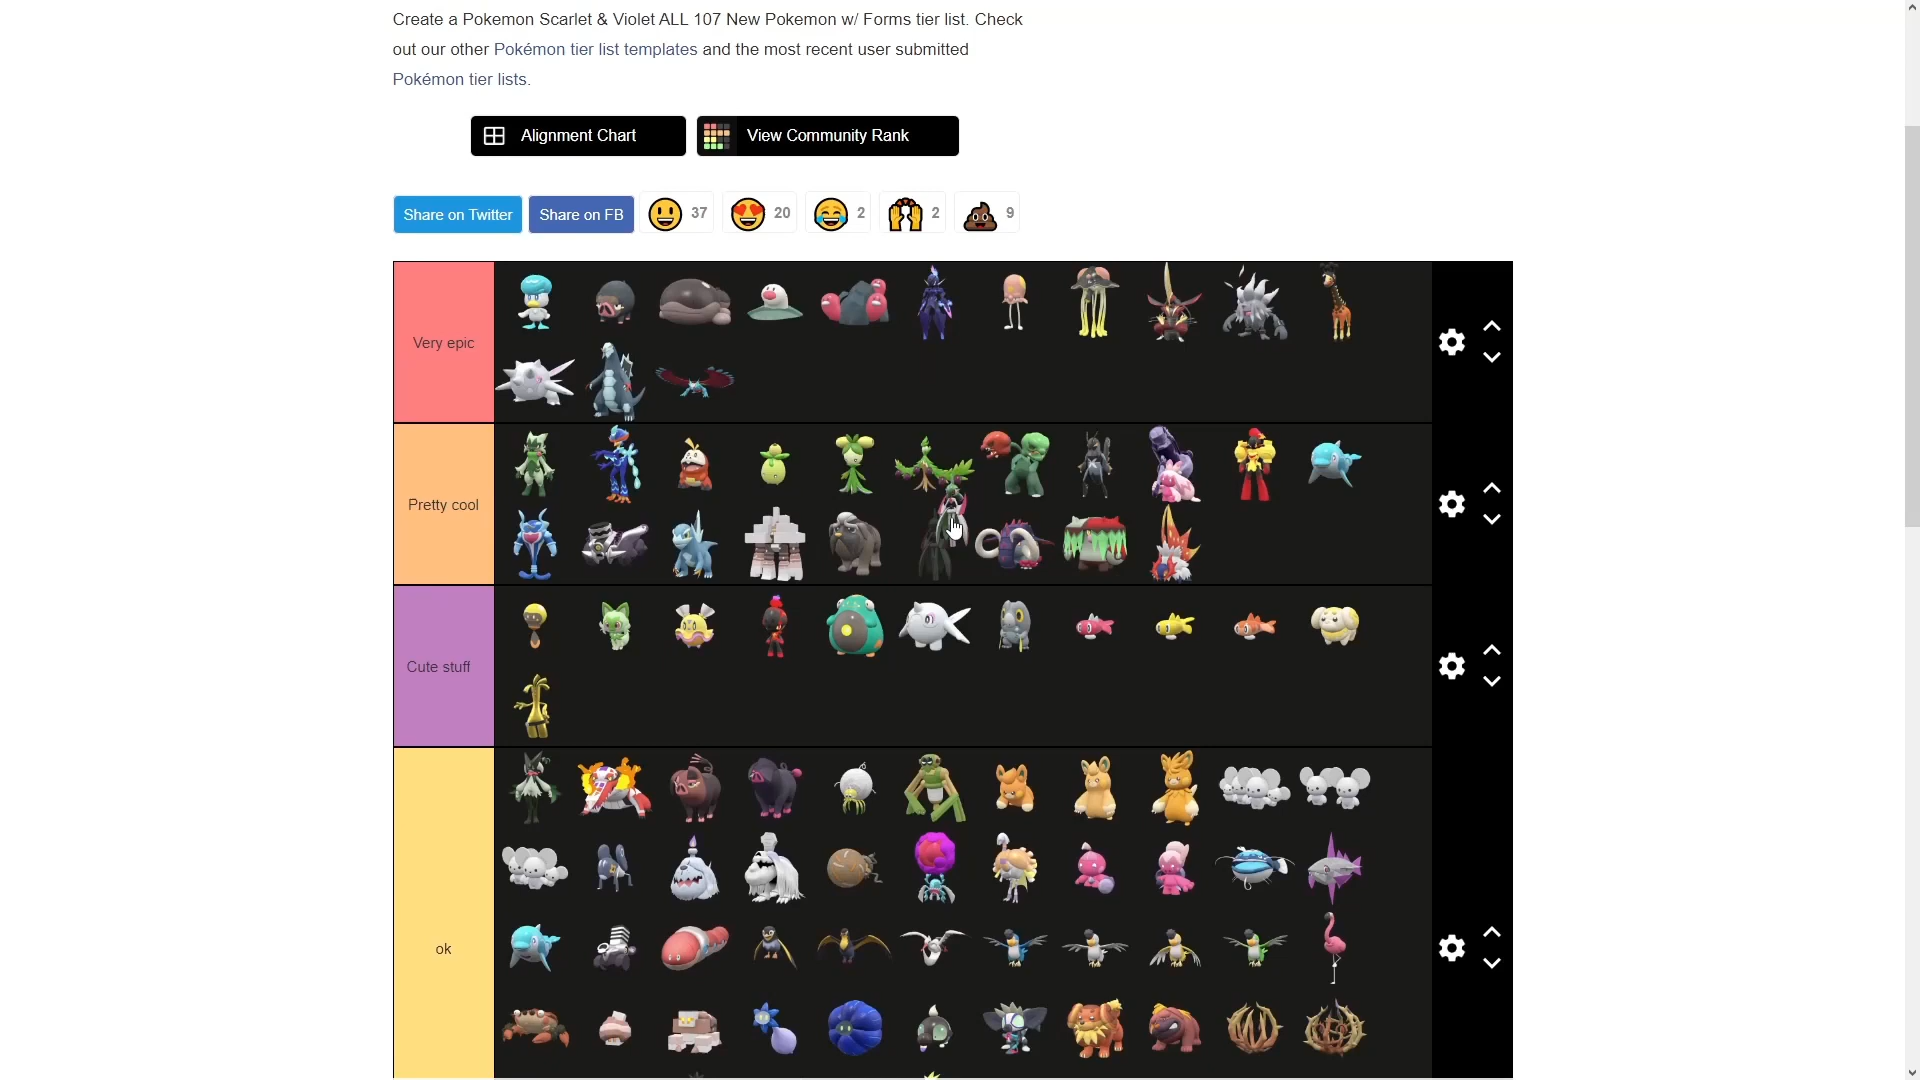 Create a Pokemon Scarlet & Violet ALL 107 New Pokemon w/ Forms tier list. Check
out our other Pokémon tier list templates and the most recent user submitted
Pokémon tier lists.
Alignment Chart
View Community Rank
Share on Twitter
Share on FB
37
20
2
2
9
Very epic
Pretty cool
Cute stuff
ok